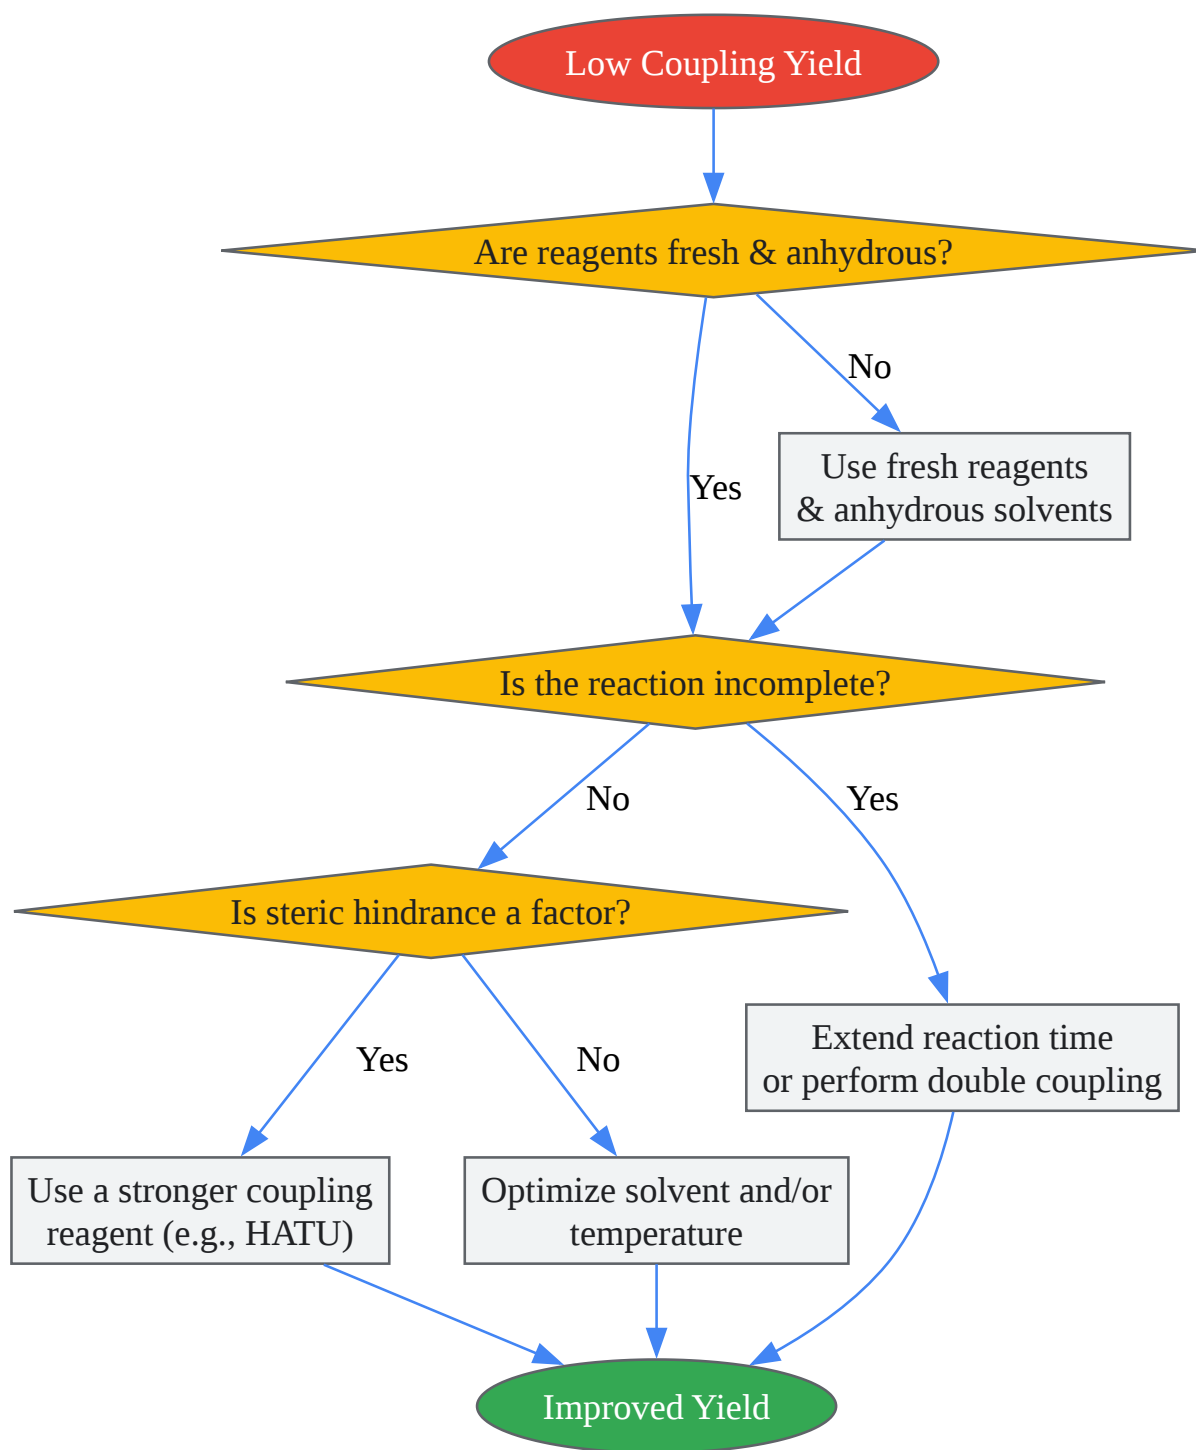 Low Coupling Yield
Are reagents fresh & anhydrous?
No
Use fresh reagents
& anhydrous solvents
Yes
Is the reaction incomplete?
No
Yes
Is steric hindrance a factor?
Yes
No
Extend reaction time
or perform double coupling
Use a stronger coupling
reagent (e.g., HATU)
Optimize solvent and/or
temperature
Improved Yield